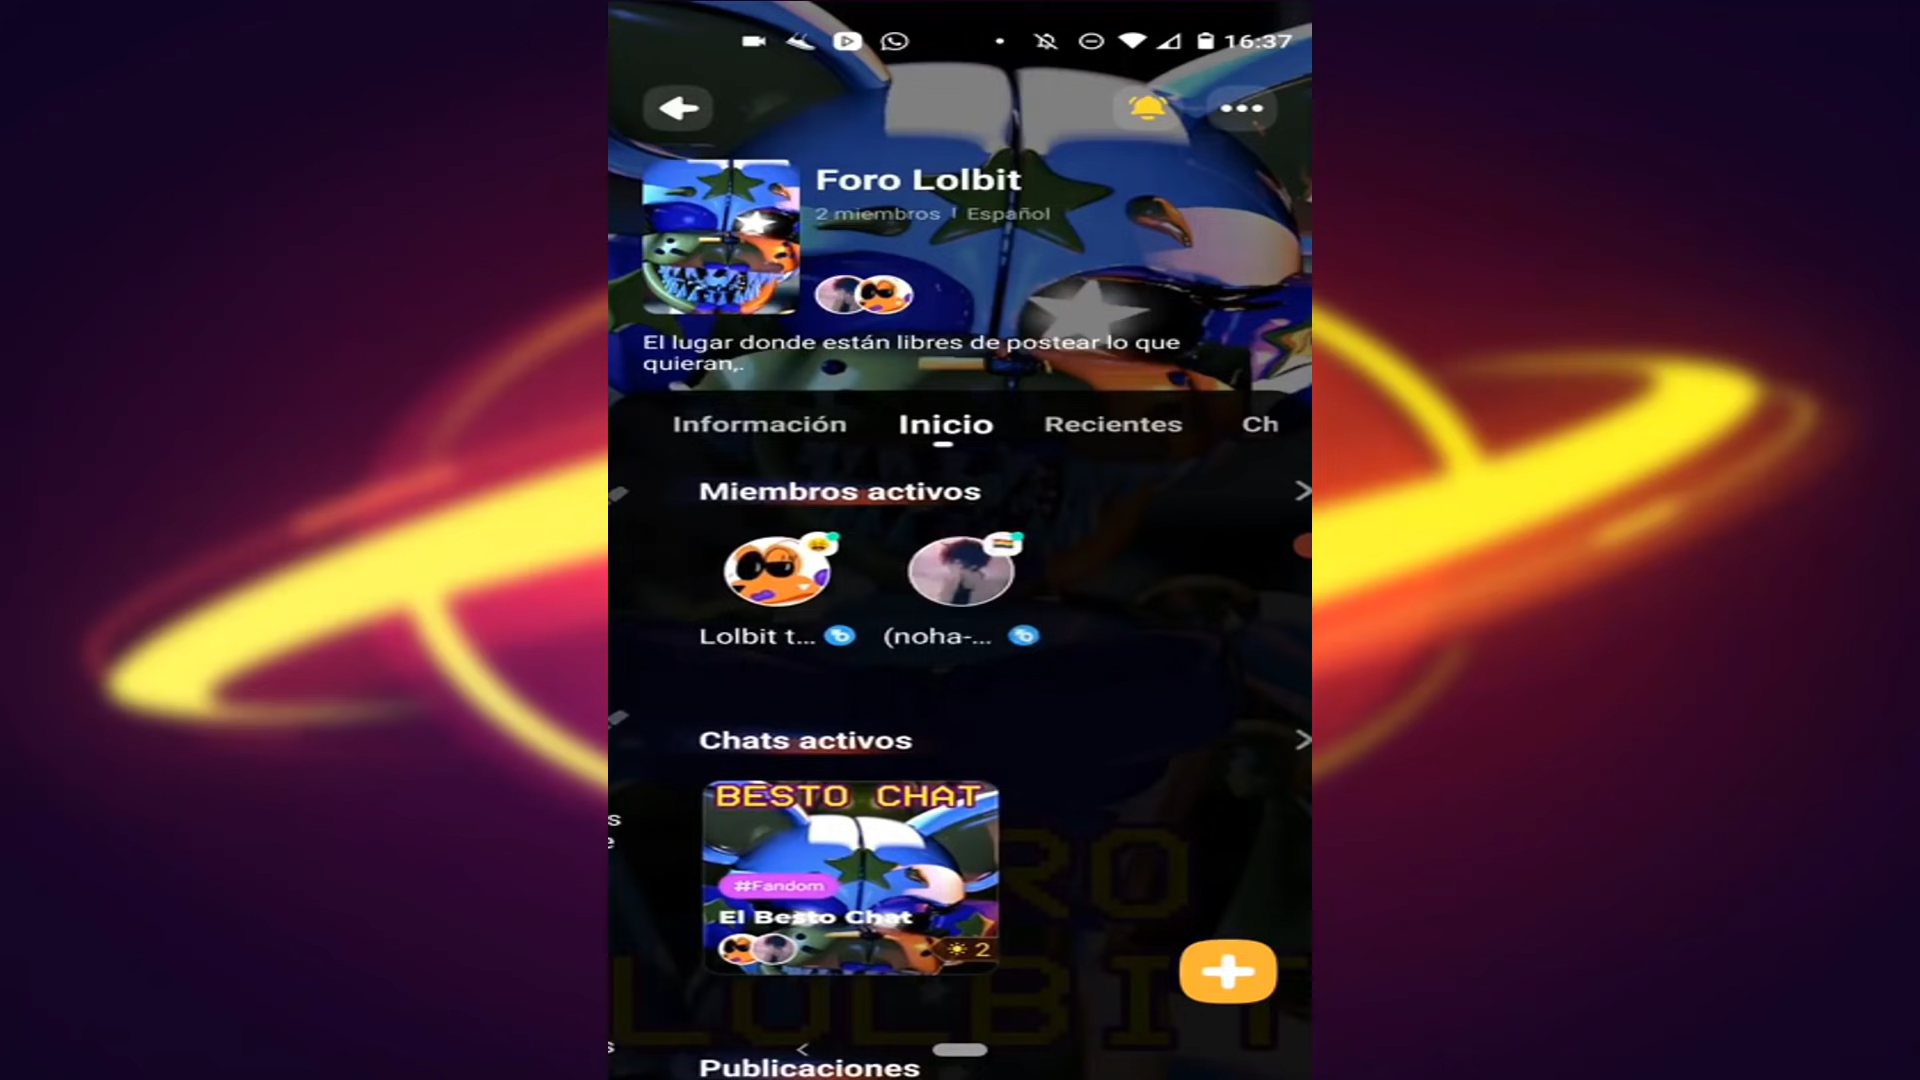 16:37
Foro Lolbit
2 miembros | Español
El lugar donde están libres de postear lo que
quieran,.
Información
Inicio
Recientes
Ch
Miembros activos
Lolbit t...
(noha-...
Chats activos
BESTO CHAT
#Fandom
El Besto Chat
2
LOLBIT
Publicaciones